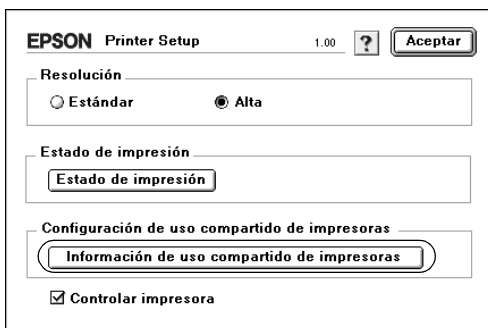 EPSON Printer Setup 1.00 ? Aceptar
Resolución
Estándar Alta
Estado de impresión
Estado de impresión
Configuración de uso compartido de impresoras
Información de uso compartido de impresoras
Controlar impresora